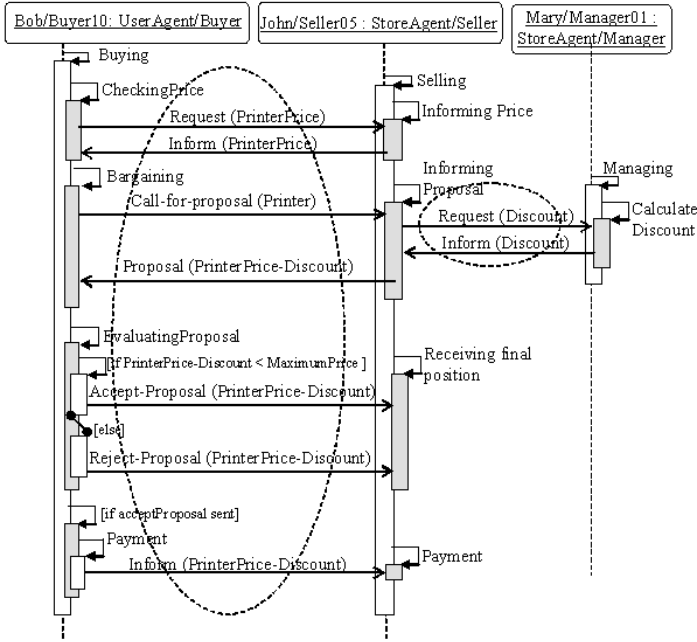 Bob/Buyer10: UserAgent/Buyer
John/Seller05 : StoreAgent/Seller
Mary/Manager01 :
StoreAgent/Manager
Buying
CheckingPrice
Selling
Request (PrinterPrice)
Informing Price
Inform (PrinterPrice)
Bargaining
Informing
Proposal
Managing
Call-for-proposal (Printer)
Request (Discount)
Calculate
Discount
Inform (Discount)
Proposal (PrinterPrice-Discount)
EvaluatingProposal
[if PrinterPrice-Discount < MaximumPrice ]
Receiving final
position
Accept-Proposal (PrinterPrice-Discount)
[else]
Reject-Proposal (PrinterPrice-Discount)
[if acceptProposal sent]
Payment
Payment
Inform (PrinterPrice-Discount)